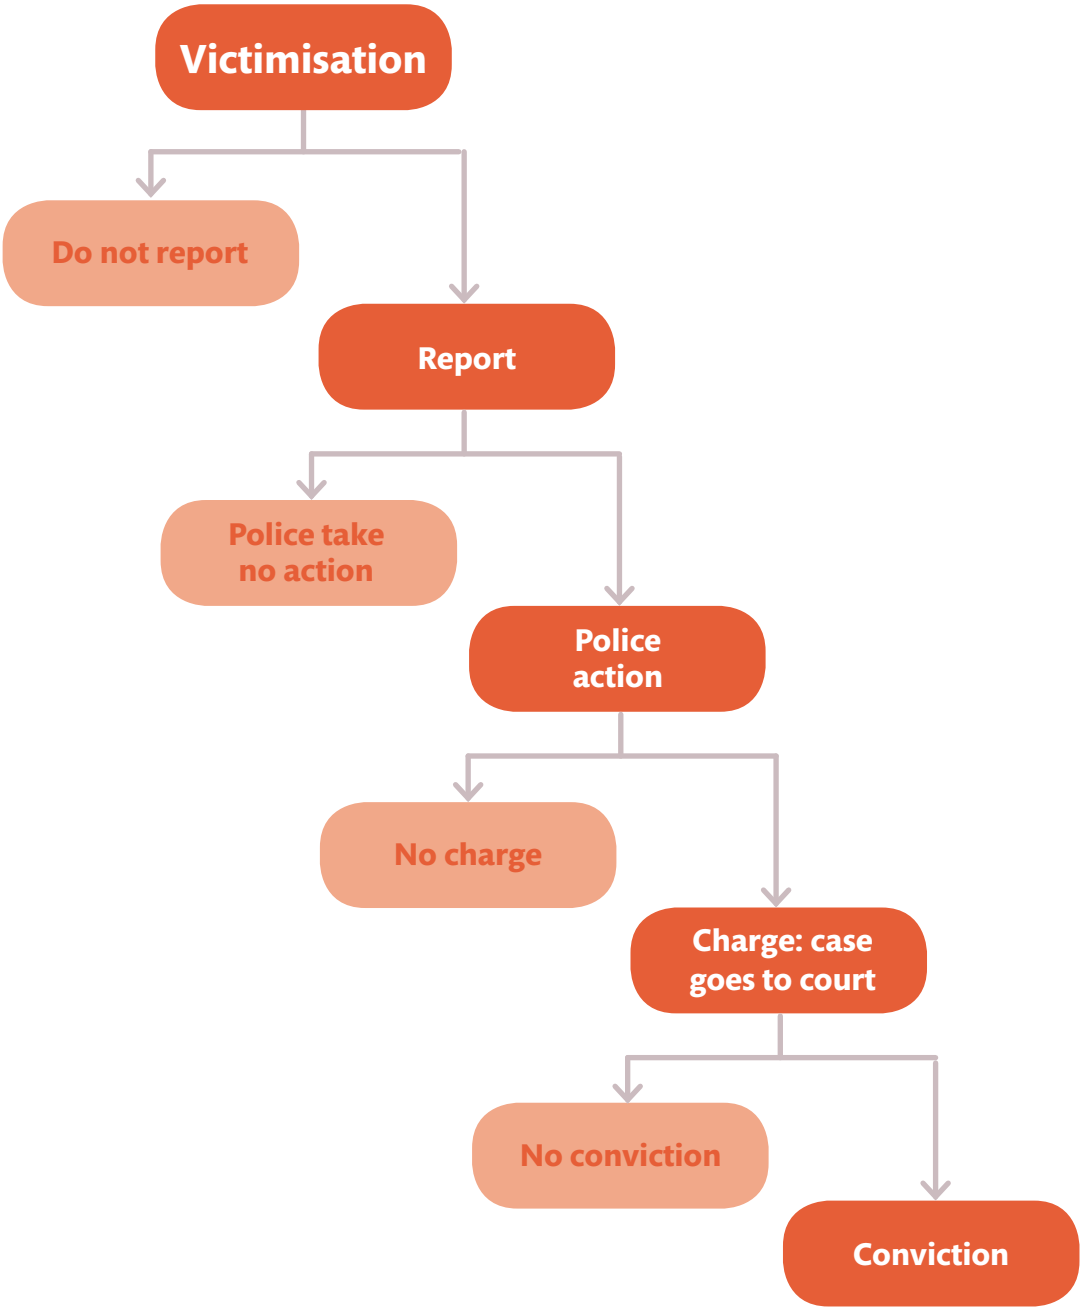 Victimisation
Do not report
Report
Police take
no action
Police
action
No charge
Charge: case
goes to court
No conviction
Conviction